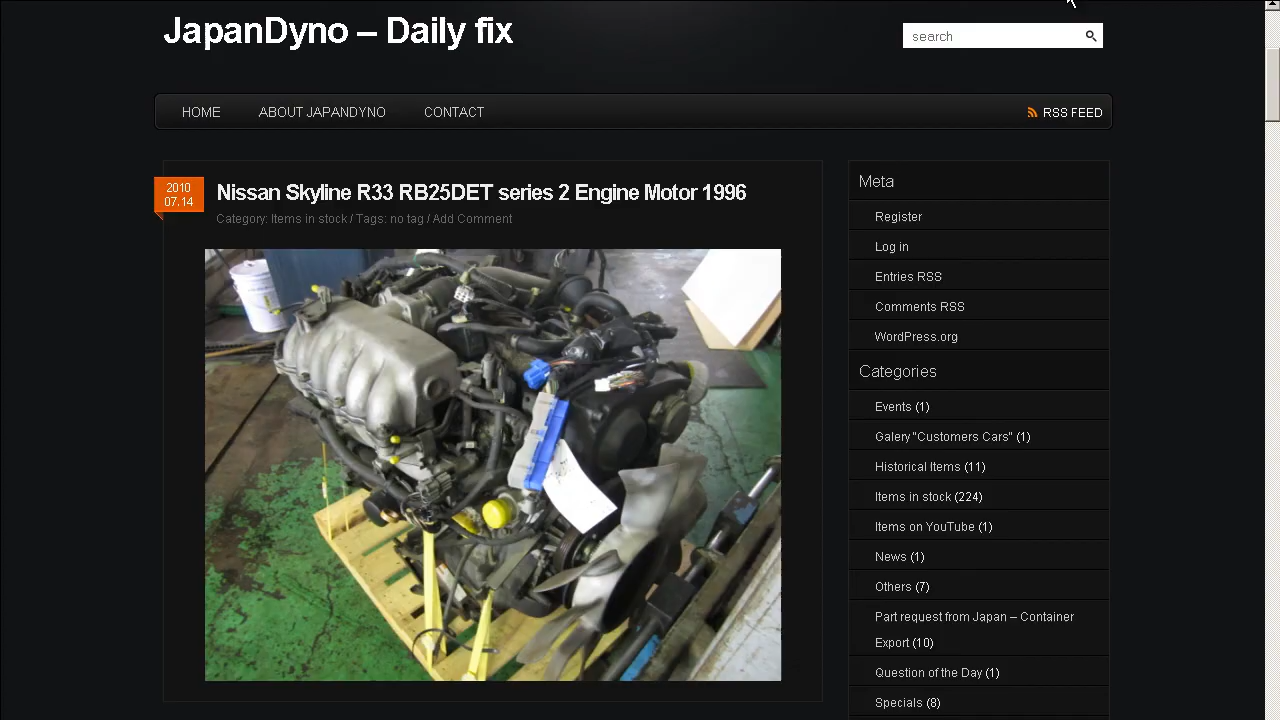 JapanDyno – Daily fix
search
HOME
ABOUT JAPANDYNO
CONTACT
RSS FEED
2010
07.14
Nissan Skyline R33 RB25DET series 2 Engine Motor 1996
Category: Items in stock / Tags: no tag / Add Comment
Meta
Register
Log in
Entries RSS
Comments RSS
WordPress.org
Categories
Events (1)
Galery "Customers Cars" (1)
Historical Items (11)
Items in stock (224)
Items on YouTube (1)
News (1)
Others (7)
Part request from Japan – Container
Export (10)
Question of the Day (1)
Specials (8)